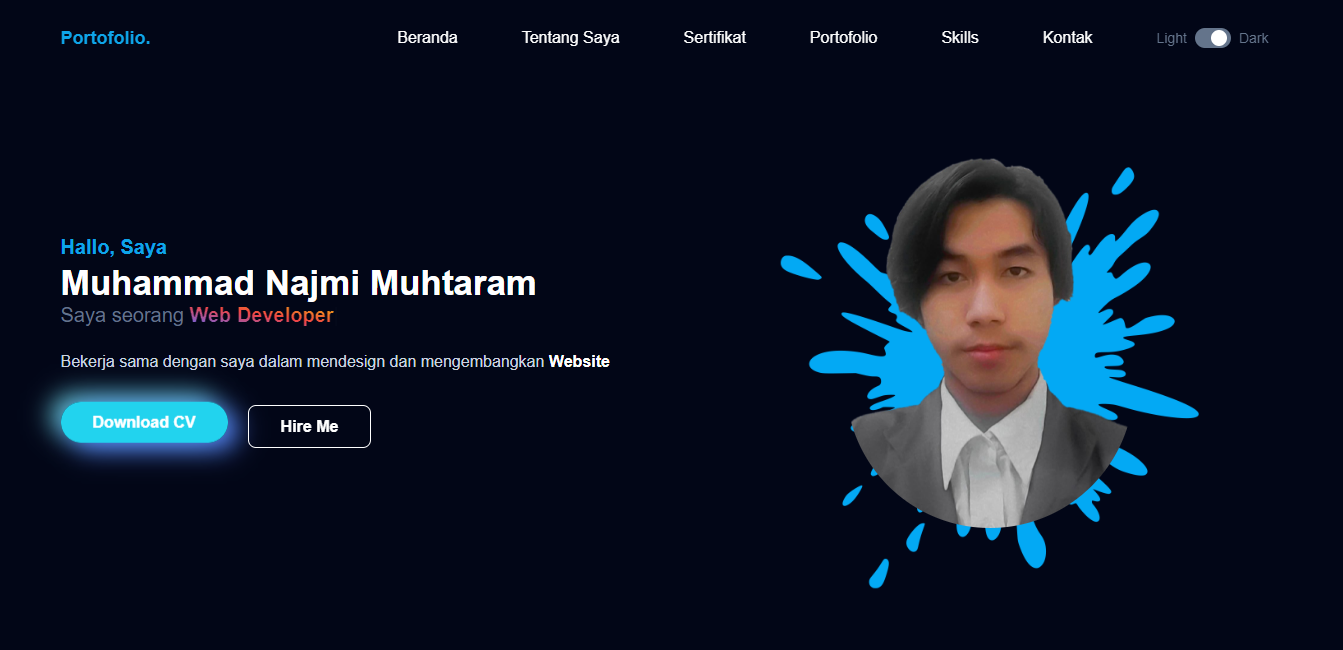 Portofolio.
Beranda Tentang Saya Sertifikat Portofolio Skills Kontak Light Dark
Hallo, Saya
Muhammad Najmi Muhtaram
Saya seorang Web Developer
Bekerja sama dengan saya dalam mendesign dan mengembangkan Website
Download CV Hire Me